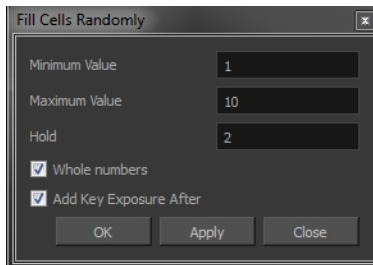 Fill Cells Randomly
Minimum Value 1
Maximum Value 10
Hold 2
Whole numbers
Add Key Exposure After
OK Apply Close